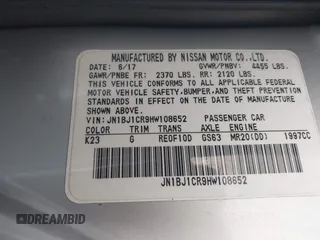 MANUFACTURED BY NISSAN MOTOR CO.,LTD.
DATE: 6/17 GVWR/PNBV: 4455 LBS.
GAWR/PNBE FR: 2370 LBS. RR: 2120 LBS.
THIS VEHICLE CONFORMS TO ALL APPLICABLE FEDERAL
MOTOR VEHICLE SAFETY,BUMPER,AND THEFT
PREVENTION STANDARDS IN EFFECT ON THE DATE OF
MANUFACTURE SHOWN ABOVE.
VIN: JN1BJ1CR9HW108652 PASSENGER CAR
COLOR TRIM TRANS AXLE ENGINE
K23 G RE0F10D GS63 MR20(DD) 1997CC
JN1BJ1CR9HW108652
© DRIVEBIDRIVE